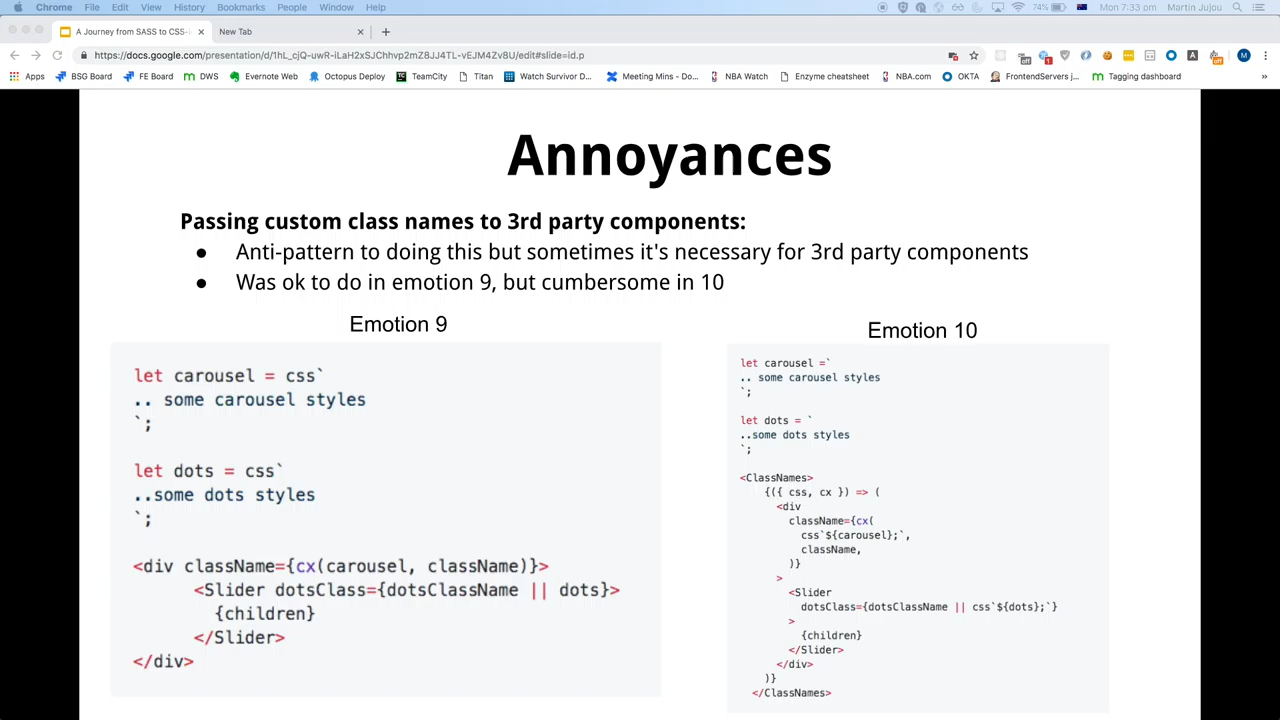 Chrome File Edit View History Bookmarks People Window Help 74% Mon 7:33 pm Martin Jujou
A Journey from SASS to CSS-i
New Tab
https://docs.google.com/presentation/d/1hL_cjQ-uwR-iLaH2xSJChhvp2mZ8JJ4TL-vEJM4Zv8U/edit#slide=id.p
Apps BSG Board FE Board DWS Evernote Web Octopus Deploy TeamCity Titan Watch Survivor D... Meeting Mins - Do... NBA Watch Enzyme cheatsheet NBA.com OKTA FrontendServers j... Tagging dashboard »
Annoyances
Passing custom class names to 3rd party components:
● Anti-pattern to doing this but sometimes it's necessary for 3rd party components
● Was ok to do in emotion 9, but cumbersome in 10
Emotion 9
let carousel = css`
.. some carousel styles
`;
let dots = css`
..some dots styles
`;
<div className={cx(carousel, className)}>
<Slider dotsClass={dotsClassName || dots}>
{children}
</Slider>
</div>
Emotion 10
let carousel =`
.. some carousel styles
`;
let dots = `
..some dots styles
`;
<ClassNames>
{({ css, cx }) => (
<div
className={cx(
css`${carousel};`,
className,
)}
>
<Slider
dotsClass={dotsClassName || css`${dots};`}
>
{children}
</Slider>
</div>
)}
</ClassNames>